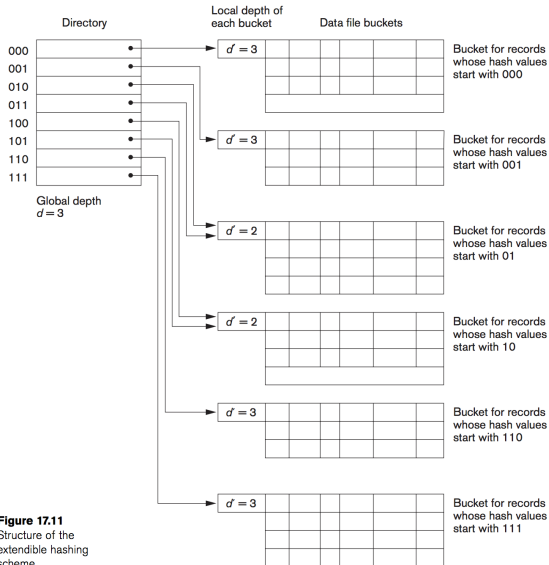 Directory
Local depth of
each bucket
Data file buckets
000
001
010
011
100
101
110
111
Global depth
d = 3
d′ = 3
Bucket for records
whose hash values
start with 000
d′ = 3
Bucket for records
whose hash values
start with 001
d′ = 2
Bucket for records
whose hash values
start with 01
d′ = 2
Bucket for records
whose hash values
start with 10
d′ = 3
Bucket for records
whose hash values
start with 110
d′ = 3
Bucket for records
whose hash values
start with 111
Figure 17.11
Structure of the
extendible hashing
scheme